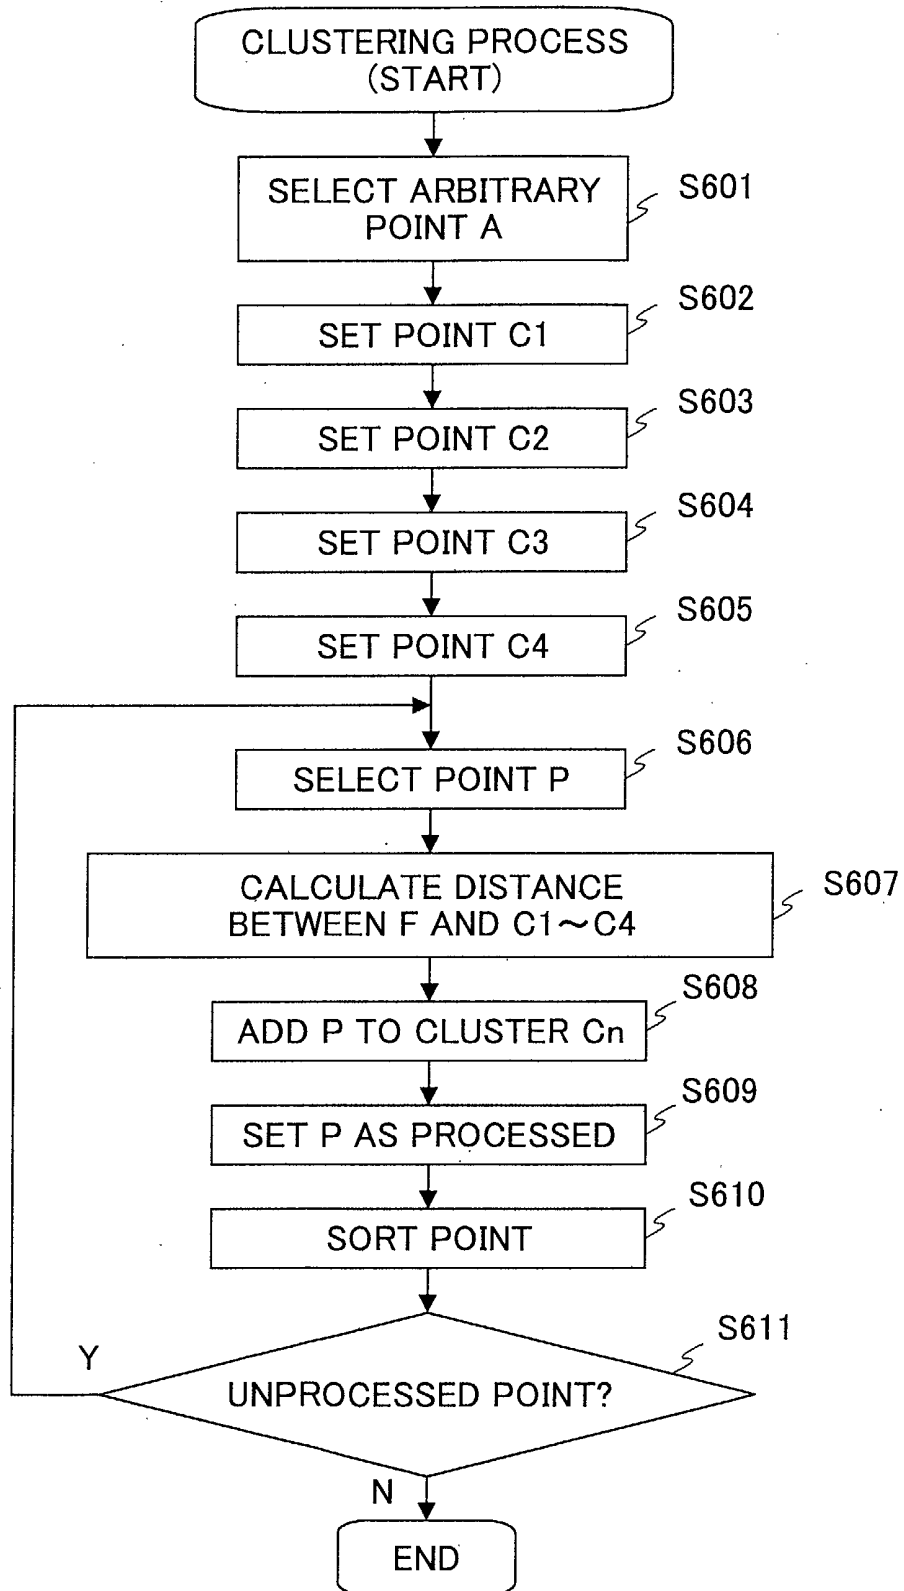 CLUSTERING PROCESS
(START)
SELECT ARBITRARY
POINT A
S601
SET POINT C1
S602
SET POINT C2
S603
SET POINT C3
S604
SET POINT C4
S605
SELECT POINT P
S606
CALCULATE DISTANCE
BETWEEN F AND C1～C4
S607
ADD P TO CLUSTER Cn
S608
SET P AS PROCESSED
S609
SORT POINT
S610
UNPROCESSED POINT?
S611
Y
N
END